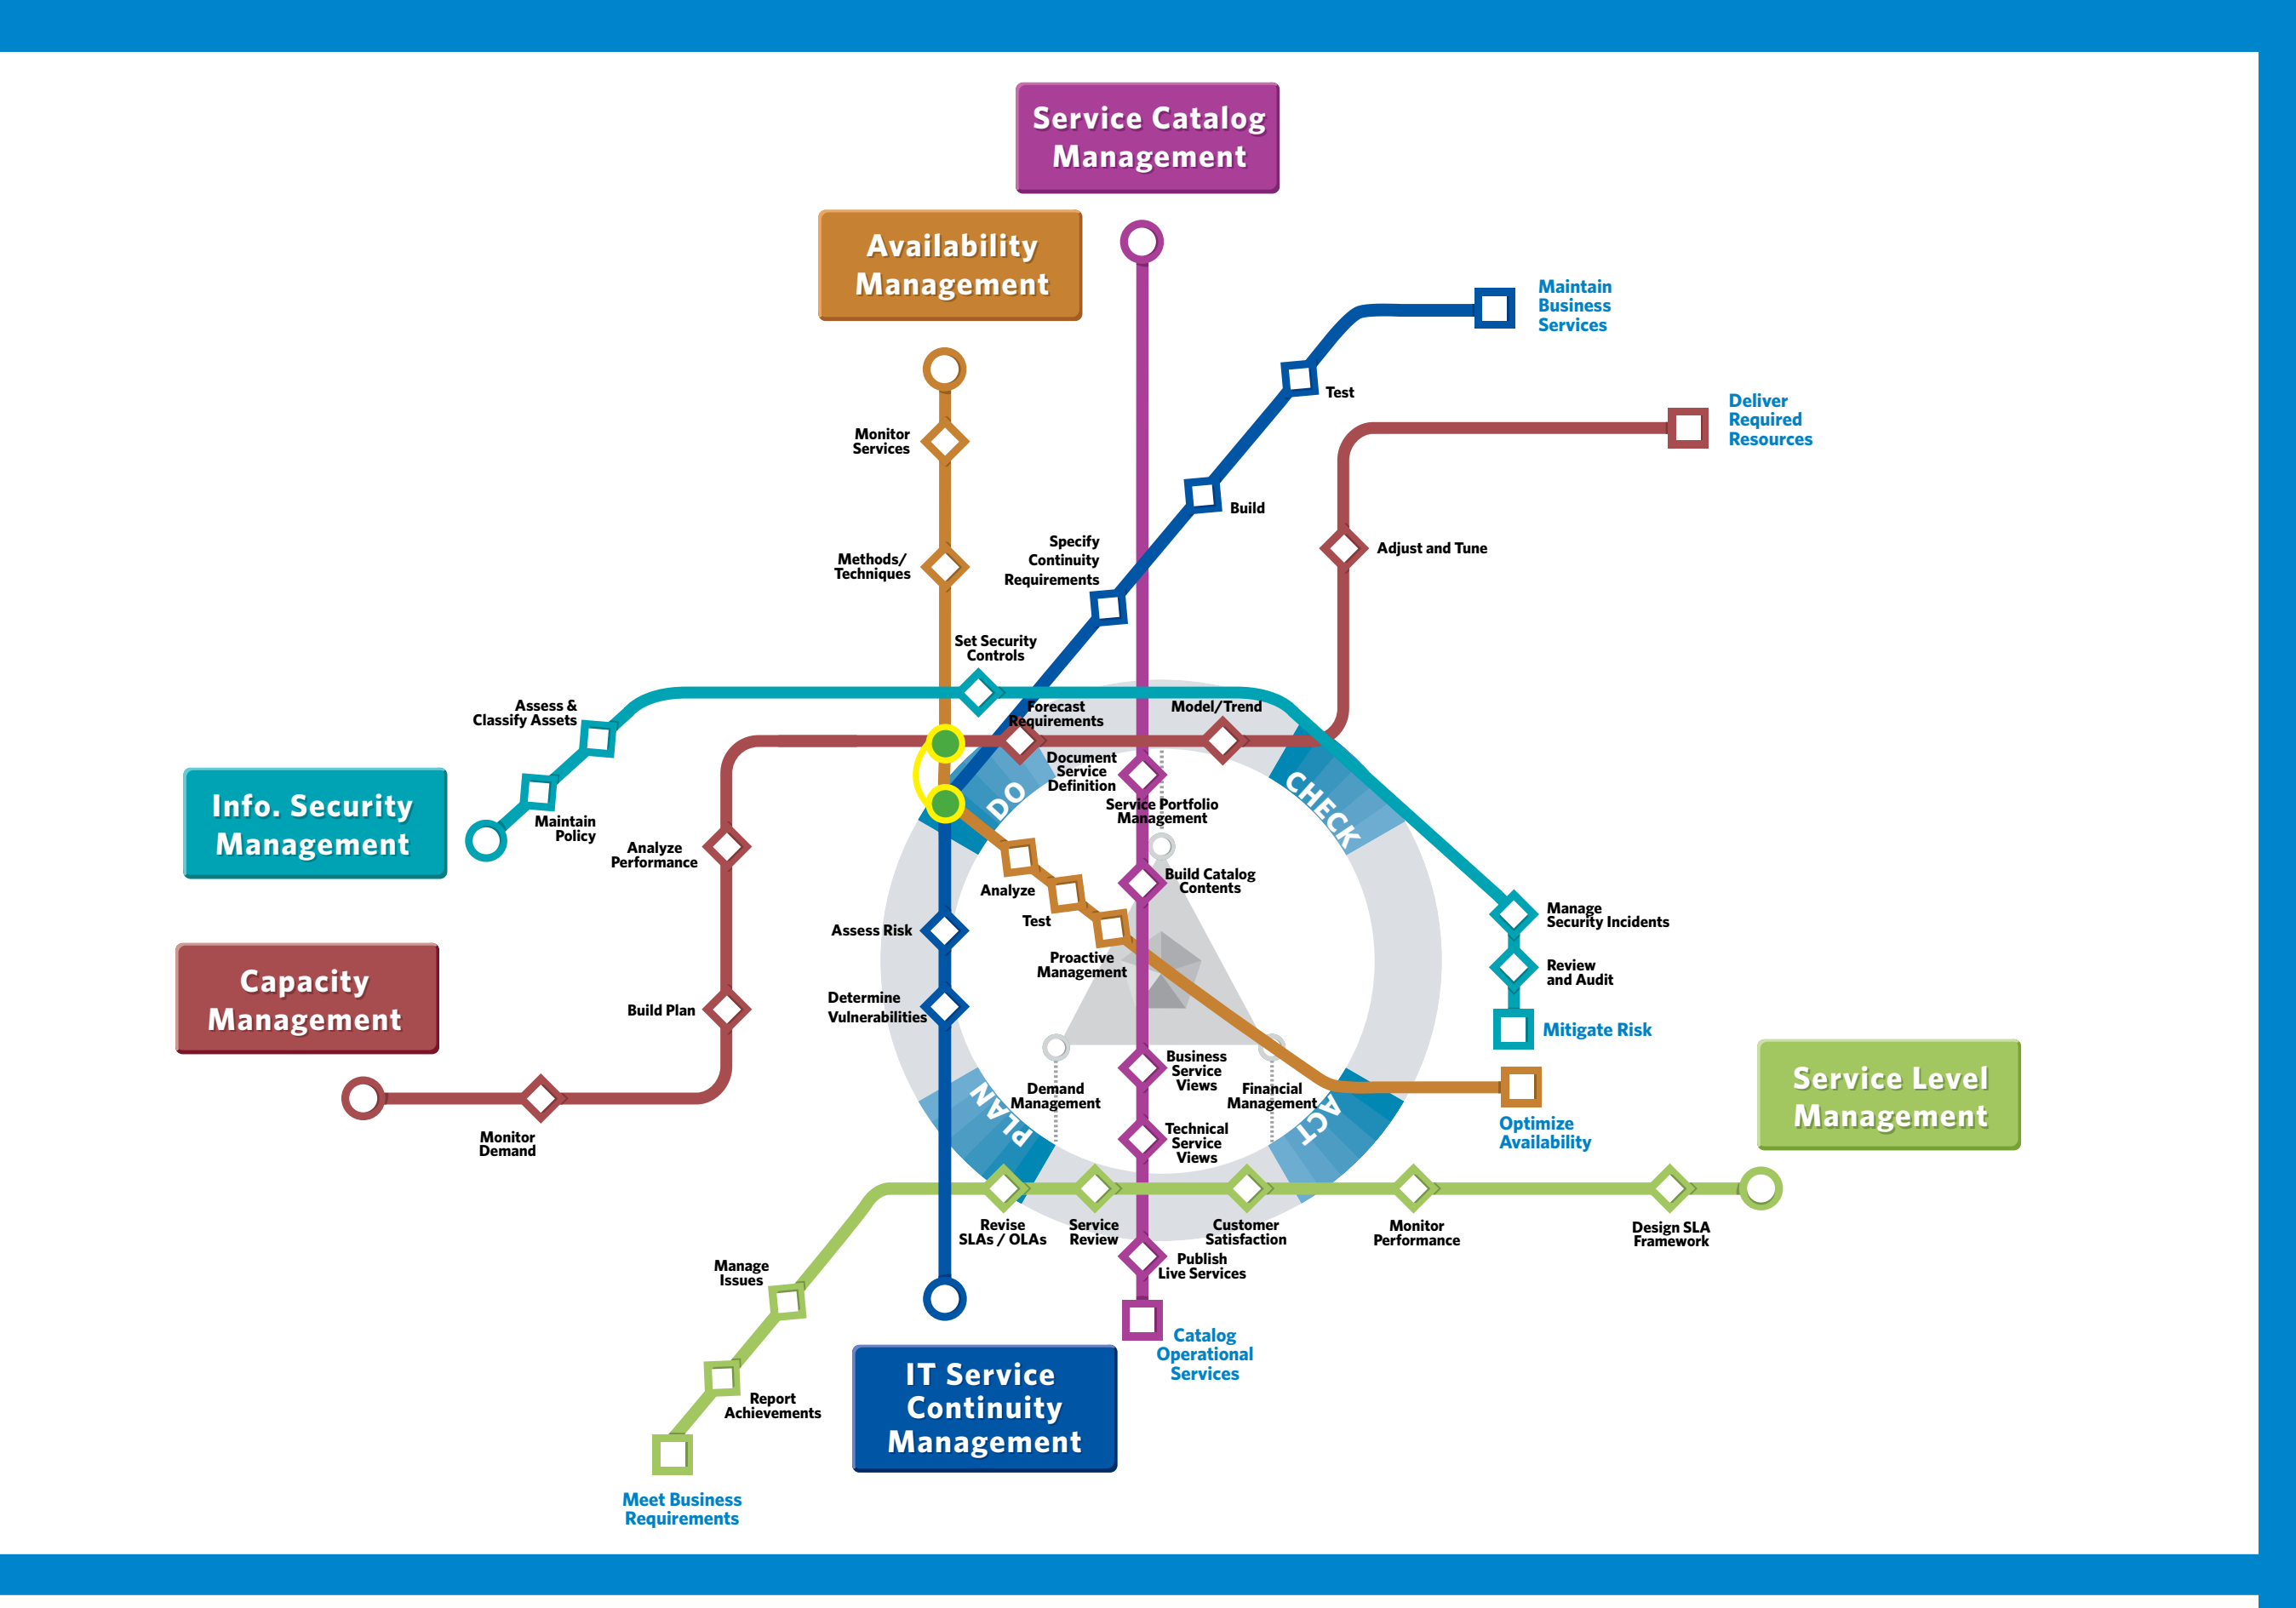 Service Catalog
Management
Availability
Management
Maintain
Business
Services
Test
Deliver
Required
Resources
Monitor
Services
Build
Specify
Continuity
Requirements
Adjust and Tune
Methods/
Techniques
Set Security
Controls
Assess &
Classify Assets
Forecast
Requirements
Model/Trend
Document
Service
Definition
DO
CHECK
Service Portfolio
Management
Info. Security
Management
Maintain
Policy
Analyze
Performance
Analyze
Build Catalog
Contents
Test
Assess Risk
Manage
Security Incidents
Proactive
Management
Review
and Audit
Capacity
Management
Build Plan
Determine
Vulnerabilities
Mitigate Risk
Business
Service
Views
Demand
Management
Financial
Management
PLAN
ACT
Service Level
Management
Monitor
Demand
Technical
Service
Views
Optimize
Availability
Revise
SLAs / OLAs
Service
Review
Customer
Satisfaction
Monitor
Performance
Design SLA
Framework
Manage
Issues
Publish
Live Services
Catalog
Operational
Services
IT Service
Continuity
Management
Report
Achievements
Meet Business
Requirements